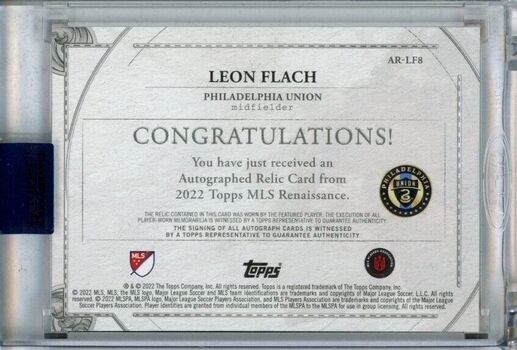 AR-LF8
LEON FLACH
PHILADELPHIA UNION
midfielder
CONGRATULATIONS!
You have just received an
Autographed Relic Card from
2022 Topps MLS Renaissance.
PHILADELPHIA
UNION
THE RELIC CONTAINED IN THIS CARD WAS WORN BY THE FEATURED PLAYER. THE EXECUTION OF ALL
PLAYER-WORN MEMORABILIA IS WITNESSED BY A TOPPS REPRESENTATIVE TO GUARANTEE AUTHENTICITY.
THE SIGNING OF ALL AUTOGRAPH CARDS IS WITNESSED
BY A TOPPS REPRESENTATIVE TO GUARANTEE AUTHENTICITY
MLS
Topps
® & © 2022 The Topps Company, Inc. All rights reserved. Topps is a registered trademark of The Topps Company, Inc.
© 2022 MLS. MLS, the MLS logo, Major League Soccer and MLS team identifications are trademarks and copyrights of Major League Soccer. All rights reserved.
© 2022 MLSPA. MLSPA logo, Major League Soccer Players Association, and MLS Players Association are trademarks and copyrights of the Major League
Soccer Players Association. Player Identities are granted from individual members of the MLSPA to the MLSPA for use in group licensing. All rights reserved.